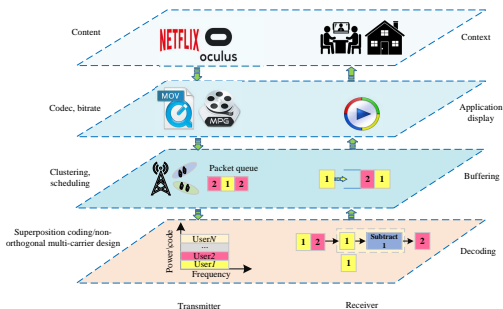 Content
NETFLIX
oculus
Context
Codec, bitrate
MOV
MPG
Application
display
Clustering,
scheduling
Packet queue
2 1 2
1
2 1
Buffering
Superposition coding/non-
orthogonal multi-carrier design
Power\code
UserN
...
User2
User1
Frequency
1 2
1
Subtract
1
2
1
Decoding
Transmitter
Receiver